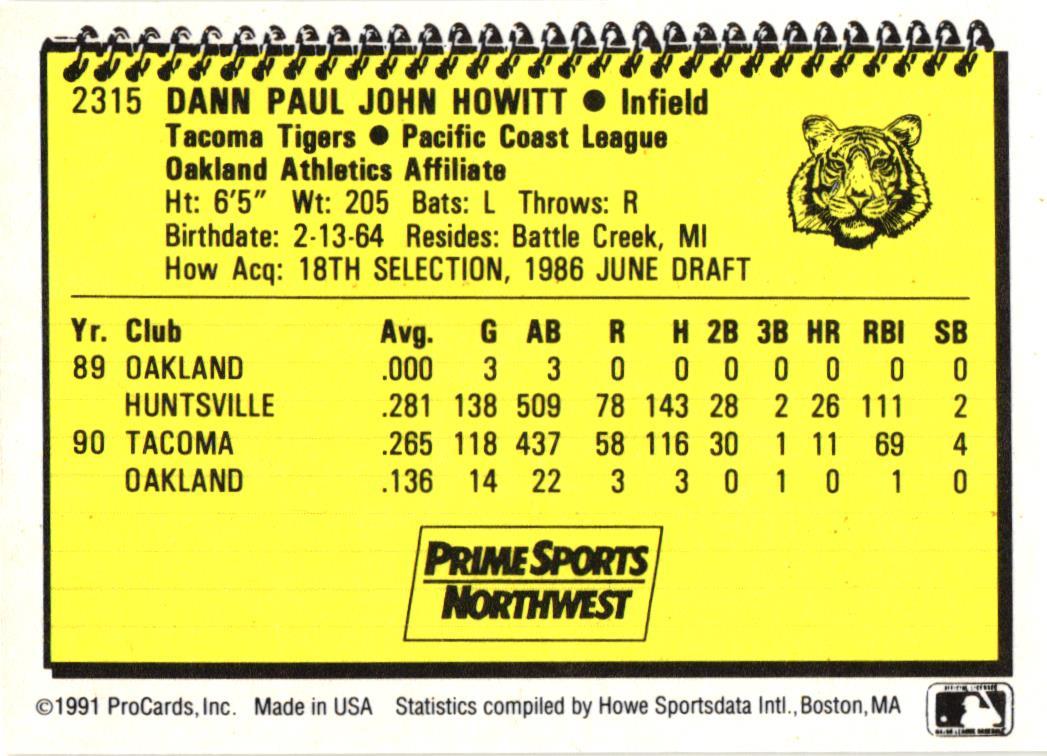 2315 DANN PAUL JOHN HOWITT ● Infield
Tacoma Tigers ● Pacific Coast League
Oakland Athletics Affiliate
Ht: 6'5" Wt: 205 Bats: L Throws: R
Birthdate: 2-13-64 Resides: Battle Creek, MI
How Acq: 18TH SELECTION, 1986 JUNE DRAFT
Yr. Club Avg. G AB R H 2B 3B HR RBI SB
89 OAKLAND .000 3 3 0 0 0 0 0 0 0
HUNTSVILLE .281 138 509 78 143 28 2 26 111 2
90 TACOMA .265 118 437 58 116 30 1 11 69 4
OAKLAND .136 14 22 3 3 0 1 0 1 0
PRIME SPORTS
NORTHWEST
©1991 ProCards, Inc. Made in USA Statistics compiled by Howe Sportsdata Intl., Boston, MA